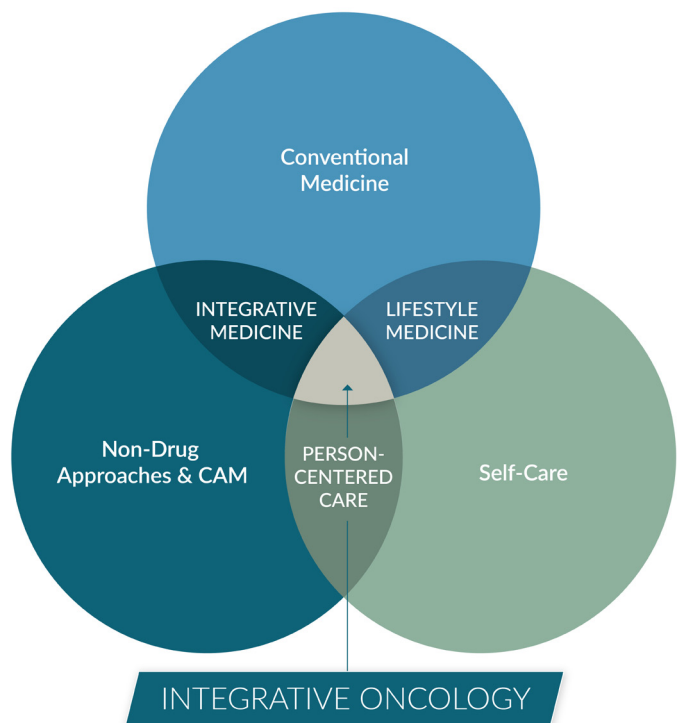 Conventional
Medicine
INTEGRATIVE
MEDICINE
LIFESTYLE
MEDICINE
Non-Drug
Approaches & CAM
PERSON-
CENTERED
CARE
Self-Care
INTEGRATIVE ONCOLOGY